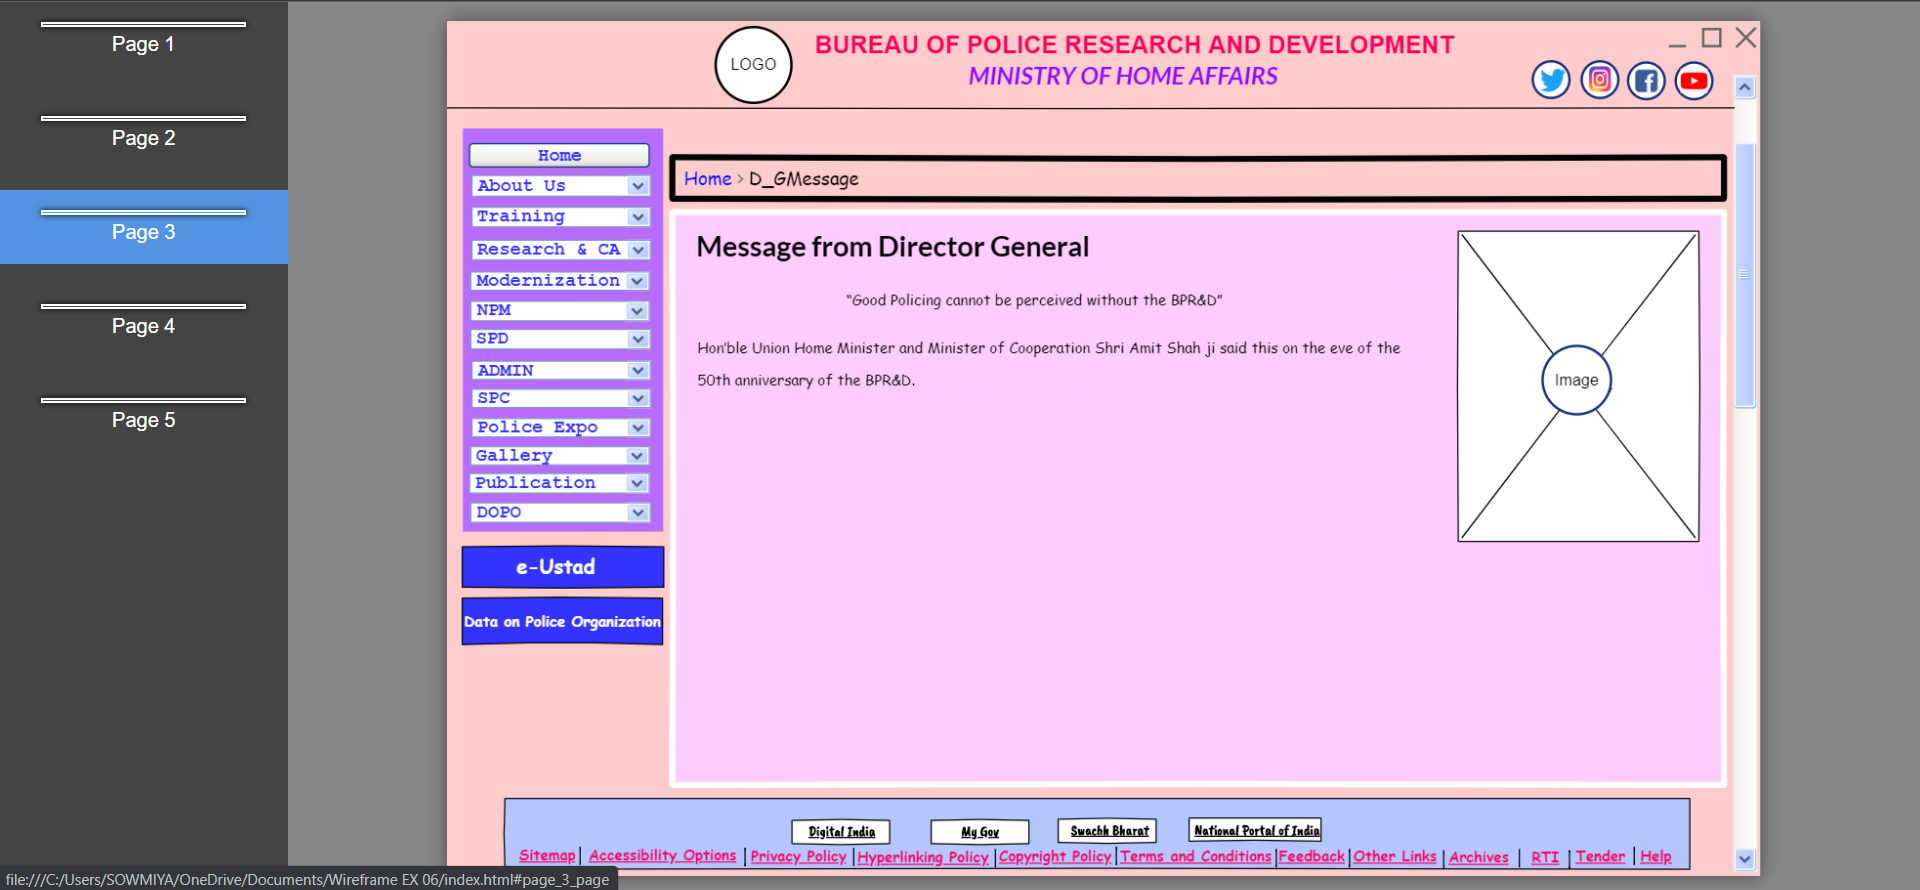 Page 1
Page 2
Page 3
Page 4
Page 5
LOGO
BUREAU OF POLICE RESEARCH AND DEVELOPMENT
MINISTRY OF HOME AFFAIRS
Home
About Us
Training
Research & CA
Modernization
NPM
SPD
ADMIN
SPC
Police Expo
Gallery
Publication
DOPO
e-Ustad
Data on Police Organization
Home > D_GMessage
Message from Director General
“Good Policing cannot be perceived without the BPR&D”
Hon'ble Union Home Minister and Minister of Cooperation Shri Amit Shah ji said this on the eve of the
50th anniversary of the BPR&D.
Image
Digital India My Gov Swachh Bharat National Portal of India
Sitemap| Accessibility Options |Privacy Policy |Hyperlinking Policy |Copyright Policy |Terms and Conditions |Feedback |Other Links |Archives | RTI |Tender |Help
file:///C:/Users/SOWMIYA/OneDrive/Documents/Wireframe EX 06/index.html#page_3_page